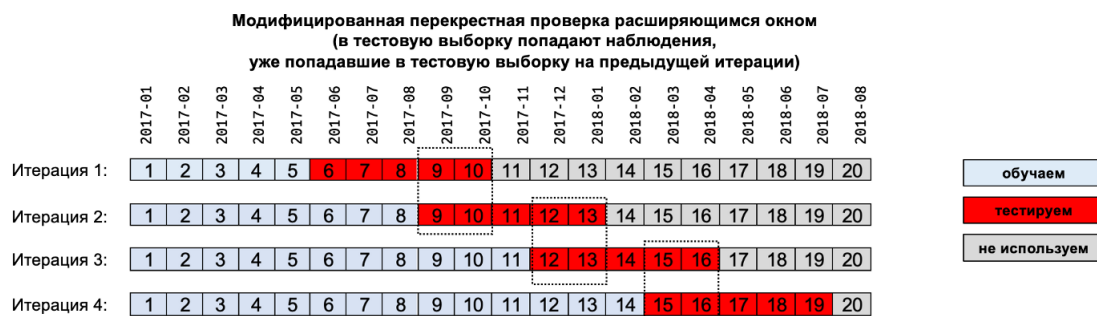 Модифицированная перекрестная проверка расширяющимся окном
(в тестовую выборку попадают наблюдения,
уже попадавшие в тестовую выборку на предыдущей итерации)
2017-01 2017-02 2017-03 2017-04 2017-05 2017-06 2017-07 2017-08 2017-09 2017-10 2017-11 2017-12 2018-01 2018-02 2018-03 2018-04 2018-05 2018-06 2018-07 2018-08
Итерация 1: 1 2 3 4 5 6 7 8 9 10 11 12 13 14 15 16 17 18 19 20
обучаем
Итерация 2: 1 2 3 4 5 6 7 8 9 10 11 12 13 14 15 16 17 18 19 20
тестируем
Итерация 3: 1 2 3 4 5 6 7 8 9 10 11 12 13 14 15 16 17 18 19 20
не используем
Итерация 4: 1 2 3 4 5 6 7 8 9 10 11 12 13 14 15 16 17 18 19 20